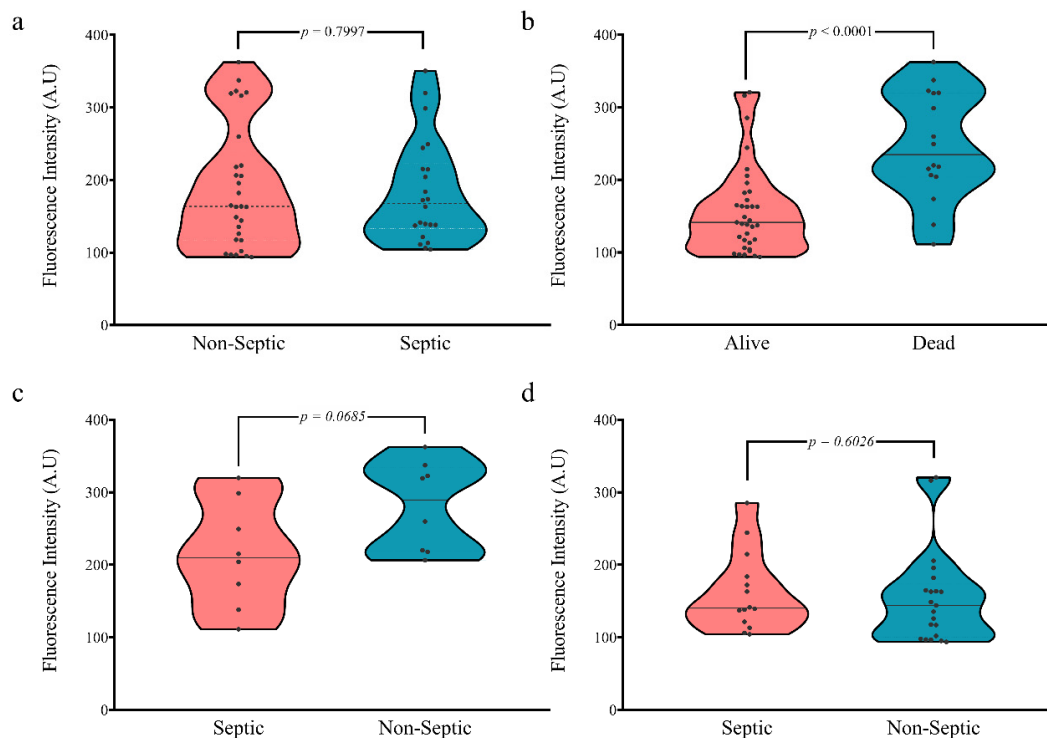 a
p = 0.7997
Fluorescence Intensity (A.U)
400
300
200
100
0
Non-Septic Septic
b
p < 0.0001
Fluorescence Intensity (A.U)
400
300
200
100
0
Alive Dead
c
p = 0.0685
Fluorescence Intensity (A.U)
400
300
200
100
0
Septic Non-Septic
d
p = 0.6026
Fluorescence Intensity (A.U)
400
300
200
100
0
Septic Non-Septic